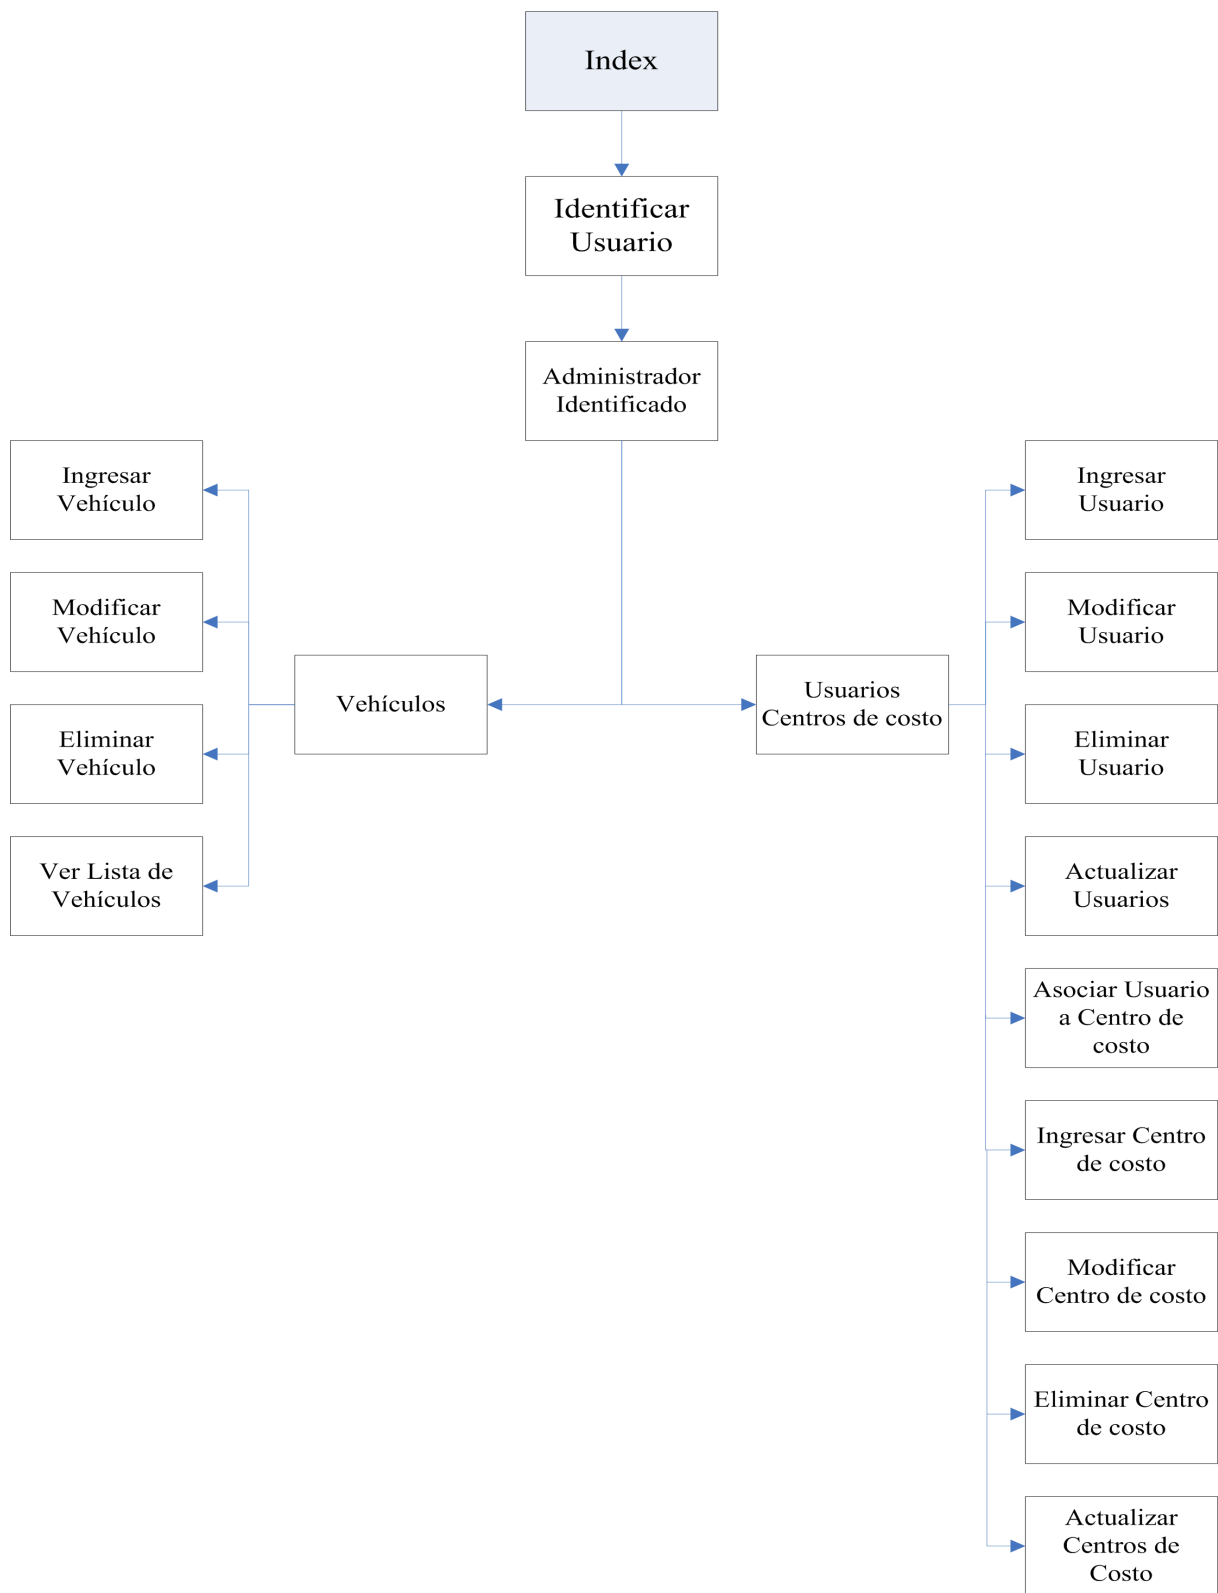 Index
Identificar
Usuario
Administrador
Identificado
Ingresar
Vehículo
Modificar
Vehículo
Eliminar
Vehículo
Ver Lista de
Vehículos
Vehículos
Usuarios
Centros de costo
Ingresar
Usuario
Modificar
Usuario
Eliminar
Usuario
Actualizar
Usuarios
Asociar Usuario
a Centro de
costo
Ingresar Centro
de costo
Modificar
Centro de costo
Eliminar Centro
de costo
Actualizar
Centros de
Costo